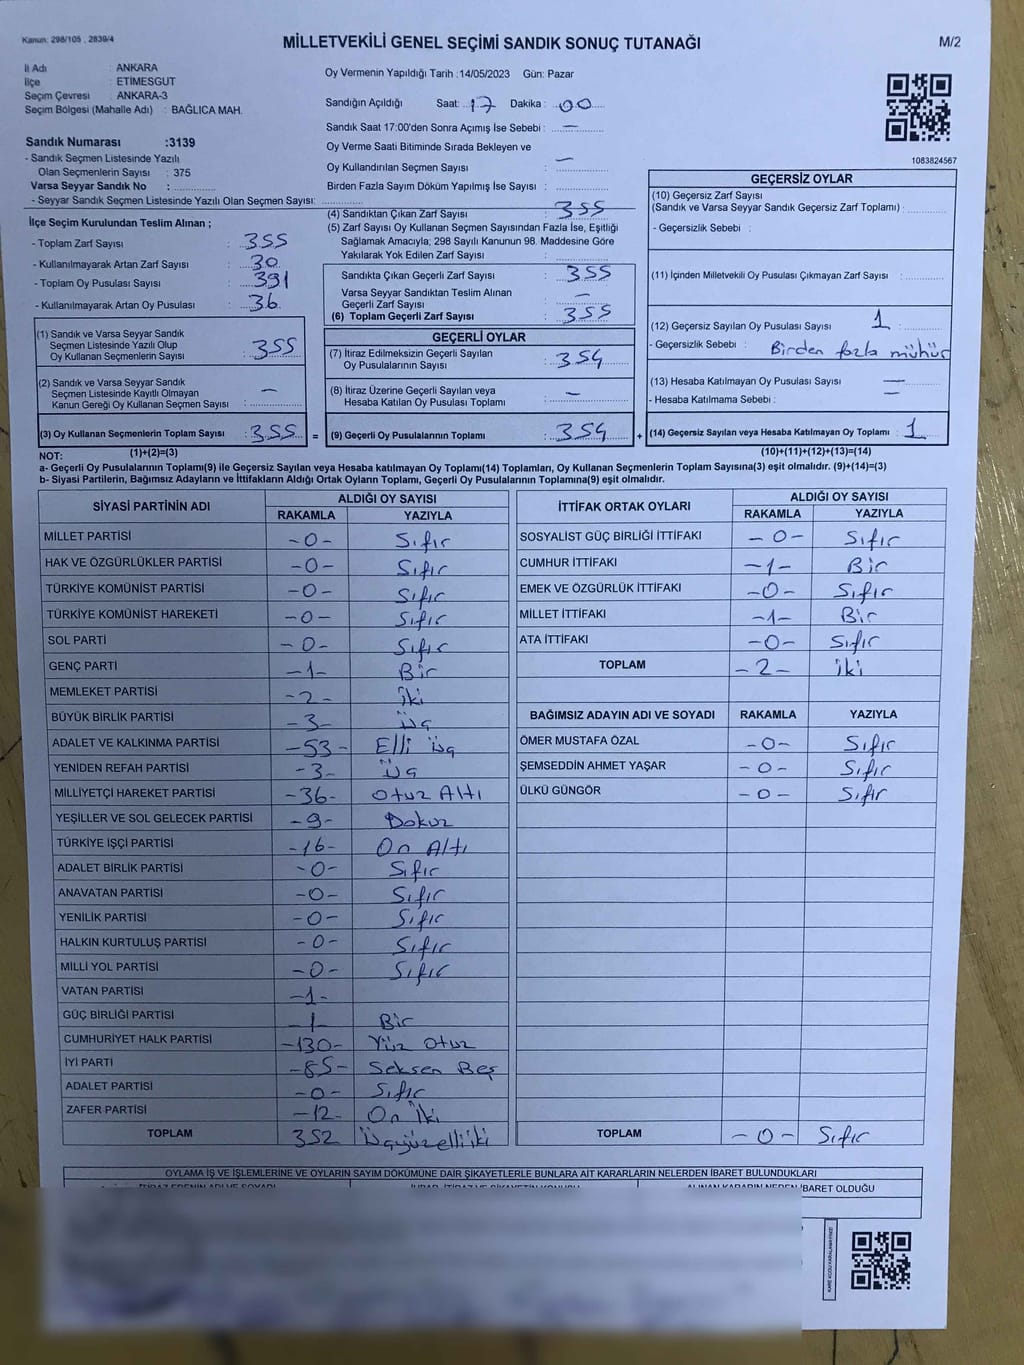 Kanun: 298/105 , 2839/4
MİLLETVEKİLİ GENEL SEÇİMİ SANDIK SONUÇ TUTANAĞI
M/2
İl Adı : ANKARA
İlçe : ETİMESGUT
Seçim Çevresi : ANKARA-3
Seçim Bölgesi (Mahalle Adı) : BAĞLICA MAH.
Oy Vermenin Yapıldığı Tarih :14/05/2023 Gün: Pazar
Sandığın Açıldığı Saat: 17 Dakika : 00
Sandık Saat 17:00'den Sonra Açımış İse Sebebi : —
Oy Verme Saati Bitiminde Sırada Bekleyen ve
Oy Kullandırılan Seçmen Sayısı : —
Birden Fazla Sayım Döküm Yapılmış İse Sayısı :
1083824567
Sandık Numarası :3139
- Sandık Seçmen Listesinde Yazılı
Olan Seçmenlerin Sayısı : 375
Varsa Seyyar Sandık No :
- Seyyar Sandık Seçmen Listesinde Yazılı Olan Seçmen Sayısı:
İlçe Seçim Kurulundan Teslim Alınan ;
- Toplam Zarf Sayısı : 355
- Kullanılmayarak Artan Zarf Sayısı : 30
- Toplam Oy Pusulası Sayısı : 391
- Kullanılmayarak Artan Oy Pusulası : 36
(4) Sandıktan Çıkan Zarf Sayısı : 355
(5) Zarf Sayısı Oy Kullanan Seçmen Sayısından Fazla İse, Eşitliği
Sağlamak Amacıyla; 298 Sayılı Kanunun 98. Maddesine Göre
Yakılarak Yok Edilen Zarf Sayısı :
Sandıkta Çıkan Geçerli Zarf Sayısı : 355
Varsa Seyyar Sandıktan Teslim Alınan
Geçerli Zarf Sayısı : —
(6) Toplam Geçerli Zarf Sayısı : 355
GEÇERSİZ OYLAR
(10) Geçersiz Zarf Sayısı
(Sandık ve Varsa Seyyar Sandık Geçersiz Zarf Toplamı) :
- Geçersizlik Sebebi :
(11) İçinden Milletvekili Oy Pusulası Çıkmayan Zarf Sayısı :
(12) Geçersiz Sayılan Oy Pusulası Sayısı : 1
- Geçersizlik Sebebi : Birden fazla mühür
(13) Hesaba Katılmayan Oy Pusulası Sayısı : —
- Hesaba Katılmama Sebebi : —
(1) Sandık ve Varsa Seyyar Sandık
Seçmen Listesinde Yazılı Olup
Oy Kullanan Seçmenlerin Sayısı : 355
(2) Sandık ve Varsa Seyyar Sandık
Seçmen Listesinde Kayıtlı Olmayan
Kanun Gereği Oy Kullanan Seçmen Sayısı : —
GEÇERLİ OYLAR
(7) İtiraz Edilmeksizin Geçerli Sayılan
Oy Pusulalarının Sayısı : 354
(8) İtiraz Üzerine Geçerli Sayılan veya
Hesaba Katılan Oy Pusulası Toplamı : —
(3) Oy Kullanan Seçmenlerin Toplam Sayısı : 355 = (9) Geçerli Oy Pusulalarının Toplamı : 354 + (14) Geçersiz Sayılan veya Hesaba Katılmayan Oy Toplamı : 1
NOT: (1)+(2)=(3) (10)+(11)+(12)+(13)=(14)
a- Geçerli Oy Pusulalarının Toplamı(9) ile Geçersiz Sayılan veya Hesaba katılmayan Oy Toplamı(14) Toplamları, Oy Kullanan Seçmenlerin Toplam Sayısına(3) eşit olmalıdır. (9)+(14)=(3)
b- Siyasi Partilerin, Bağımsız Adayların ve İttifakların Aldığı Ortak Oyların Toplamı, Geçerli Oy Pusulalarının Toplamına(9) eşit olmalıdır.
SİYASİ PARTİNİN ADI ALDIĞI OY SAYISI
RAKAMLA YAZIYLA
MİLLET PARTİSİ -0- Sıfır
HAK VE ÖZGÜRLÜKLER PARTİSİ -0- Sıfır
TÜRKİYE KOMÜNİST PARTİSİ -0- Sıfır
TÜRKİYE KOMÜNİST HAREKETİ -0- Sıfır
SOL PARTİ -0- Sıfır
GENÇ PARTİ -1- Bir
MEMLEKET PARTİSİ -2- İki
BÜYÜK BİRLİK PARTİSİ -3- Üç
ADALET VE KALKINMA PARTİSİ -53- Elli Üç
YENİDEN REFAH PARTİSİ -3- Üç
MİLLİYETÇİ HAREKET PARTİSİ -36- Otuz Altı
YEŞİLLER VE SOL GELECEK PARTİSİ -9- Dokuz
TÜRKİYE İŞÇİ PARTİSİ -16- On Altı
ADALET BİRLİK PARTİSİ -0- Sıfır
ANAVATAN PARTİSİ -0- Sıfır
YENİLİK PARTİSİ -0- Sıfır
HALKIN KURTULUŞ PARTİSİ -0- Sıfır
MİLLİ YOL PARTİSİ -0- Sıfır
VATAN PARTİSİ -1-
GÜÇ BİRLİĞİ PARTİSİ -1- Bir
CUMHURİYET HALK PARTİSİ -130- Yüz Otuz
İYİ PARTİ -85- Seksen Beş
ADALET PARTİSİ -0- Sıfır
ZAFER PARTİSİ -12- On İki
TOPLAM 352 Üçyüzelliiki
İTTİFAK ORTAK OYLARI ALDIĞI OY SAYISI
RAKAMLA YAZIYLA
SOSYALİST GÜÇ BİRLİĞİ İTTİFAKI -0- Sıfır
CUMHUR İTTİFAKI -1- Bir
EMEK VE ÖZGÜRLÜK İTTİFAKI -0- Sıfır
MİLLET İTTİFAKI -1- Bir
ATA İTTİFAKI -0- Sıfır
TOPLAM -2- İki
BAĞIMSIZ ADAYIN ADI VE SOYADI RAKAMLA YAZIYLA
ÖMER MUSTAFA ÖZAL -0- Sıfır
ŞEMSEDDİN AHMET YAŞAR -0- Sıfır
ÜLKÜ GÜNGÖR -0- Sıfır
TOPLAM -0- Sıfır
OYLAMA İŞ VE İŞLEMLERİNE VE OYLARIN SAYIM DÖKÜMÜNE DAİR ŞİKAYETLERLE BUNLARA AİT KARARLARIN NELERDEN İBARET BULUNDUKLARI
ALINAN KARARIN NEDEN İBARET OLDUĞU